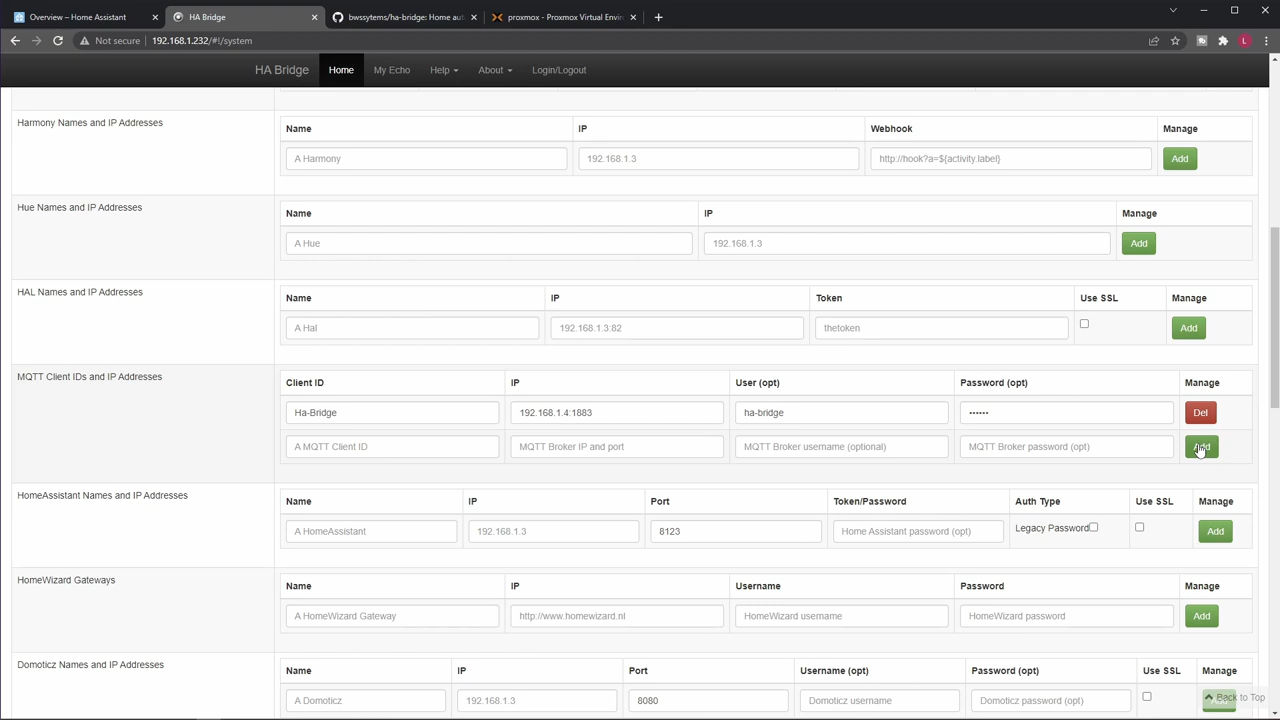 Overview – Home Assistant
HA Bridge
bwssytems/ha-bridge: Home aut
proxmox - Proxmox Virtual Enviro
Not secure 192.168.1.232/#!/system
L
HA Bridge Home My Echo Help About Login/Logout
Harmony Names and IP Addresses
Name IP Webhook Manage
A Harmony 192.168.1.3 http://hook?a=${activity.label} Add
Hue Names and IP Addresses
Name IP Manage
A Hue 192.168.1.3 Add
HAL Names and IP Addresses
Name IP Token Use SSL Manage
A Hal 192.168.1.3:82 thetoken Add
MQTT Client IDs and IP Addresses
Client ID IP User (opt) Password (opt) Manage
Ha-Bridge 192.168.1.4:1883 ha-bridge •••••• Del
A MQTT Client ID MQTT Broker IP and port MQTT Broker username (optional) MQTT Broker password (opt) Add
HomeAssistant Names and IP Addresses
Name IP Port Token/Password Auth Type Use SSL Manage
A HomeAssistant 192.168.1.3 8123 Home Assistant password (opt) Legacy Password Add
HomeWizard Gateways
Name IP Username Password Manage
A HomeWizard Gateway http://www.homewizard.nl HomeWizard username HomeWizard password Add
Domoticz Names and IP Addresses
Name IP Port Username (opt) Password (opt) Use SSL Manage
A Domoticz 192.168.1.3 8080 Domoticz username Domoticz password (opt) Add
Back to Top